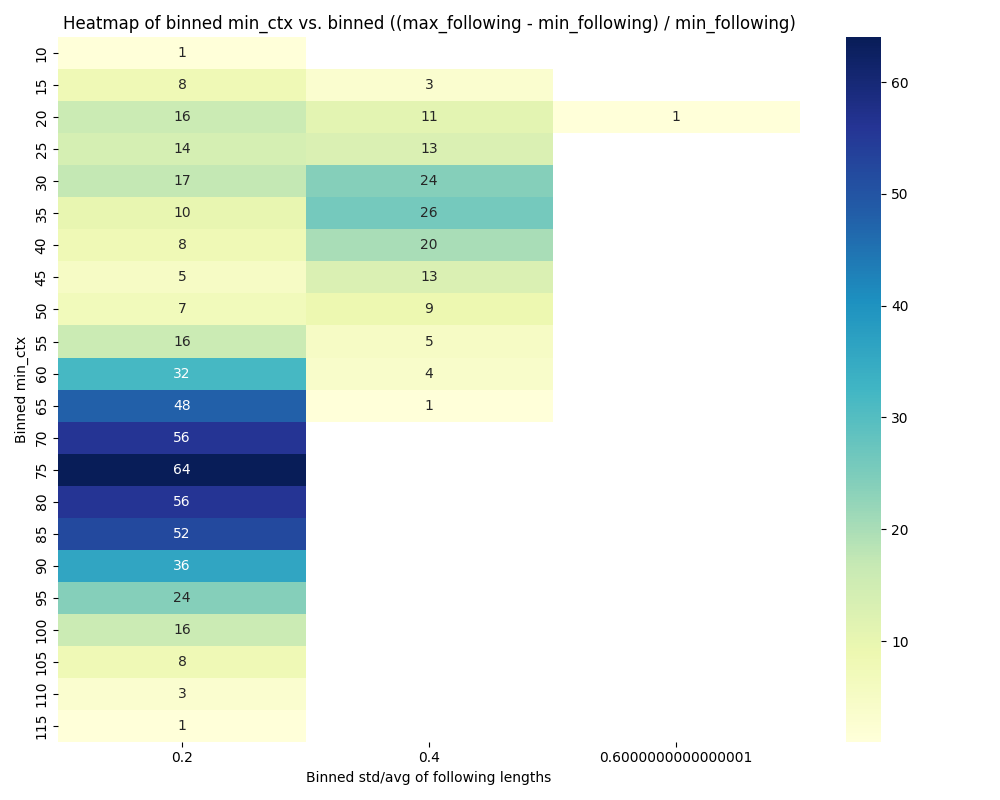 Heatmap of binned min_ctx vs. binned ((max_following - min_following) / min_following)
Binned min_ctx
10 1
15 8 3
20 16 11 1
25 14 13
30 17 24
35 10 26
40 8 20
45 5 13
50 7 9
55 16 5
60 32 4
65 48 1
70 56
75 64
80 56
85 52
90 36
95 24
100 16
105 8
110 3
115 1
0.2 0.4 0.6000000000000001
Binned std/avg of following lengths
60
50
40
30
20
10